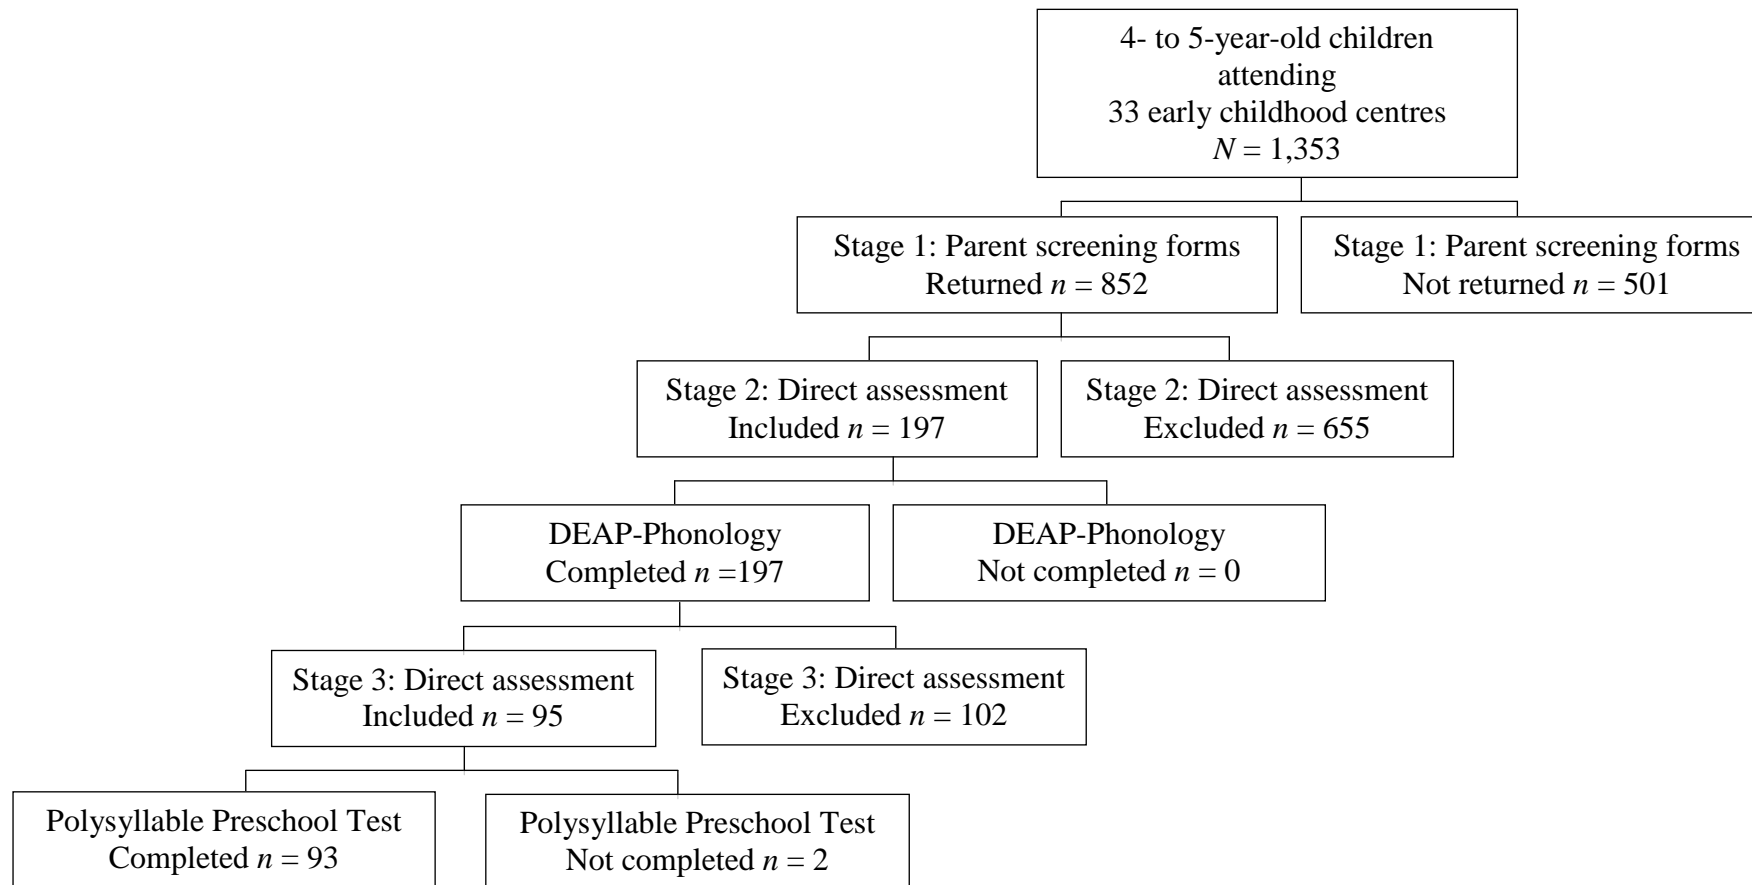 4- to 5-year-old children
attending
33 early childhood centres
N = 1,353
Stage 1: Parent screening forms
Returned n = 852
Stage 1: Parent screening forms
Not returned n = 501
Stage 2: Direct assessment
Included n = 197
Stage 2: Direct assessment
Excluded n = 655
DEAP-Phonology
Completed n =197
DEAP-Phonology
Not completed n = 0
Stage 3: Direct assessment
Included n = 95
Stage 3: Direct assessment
Excluded n = 102
Polysyllable Preschool Test
Completed n = 93
Polysyllable Preschool Test
Not completed n = 2